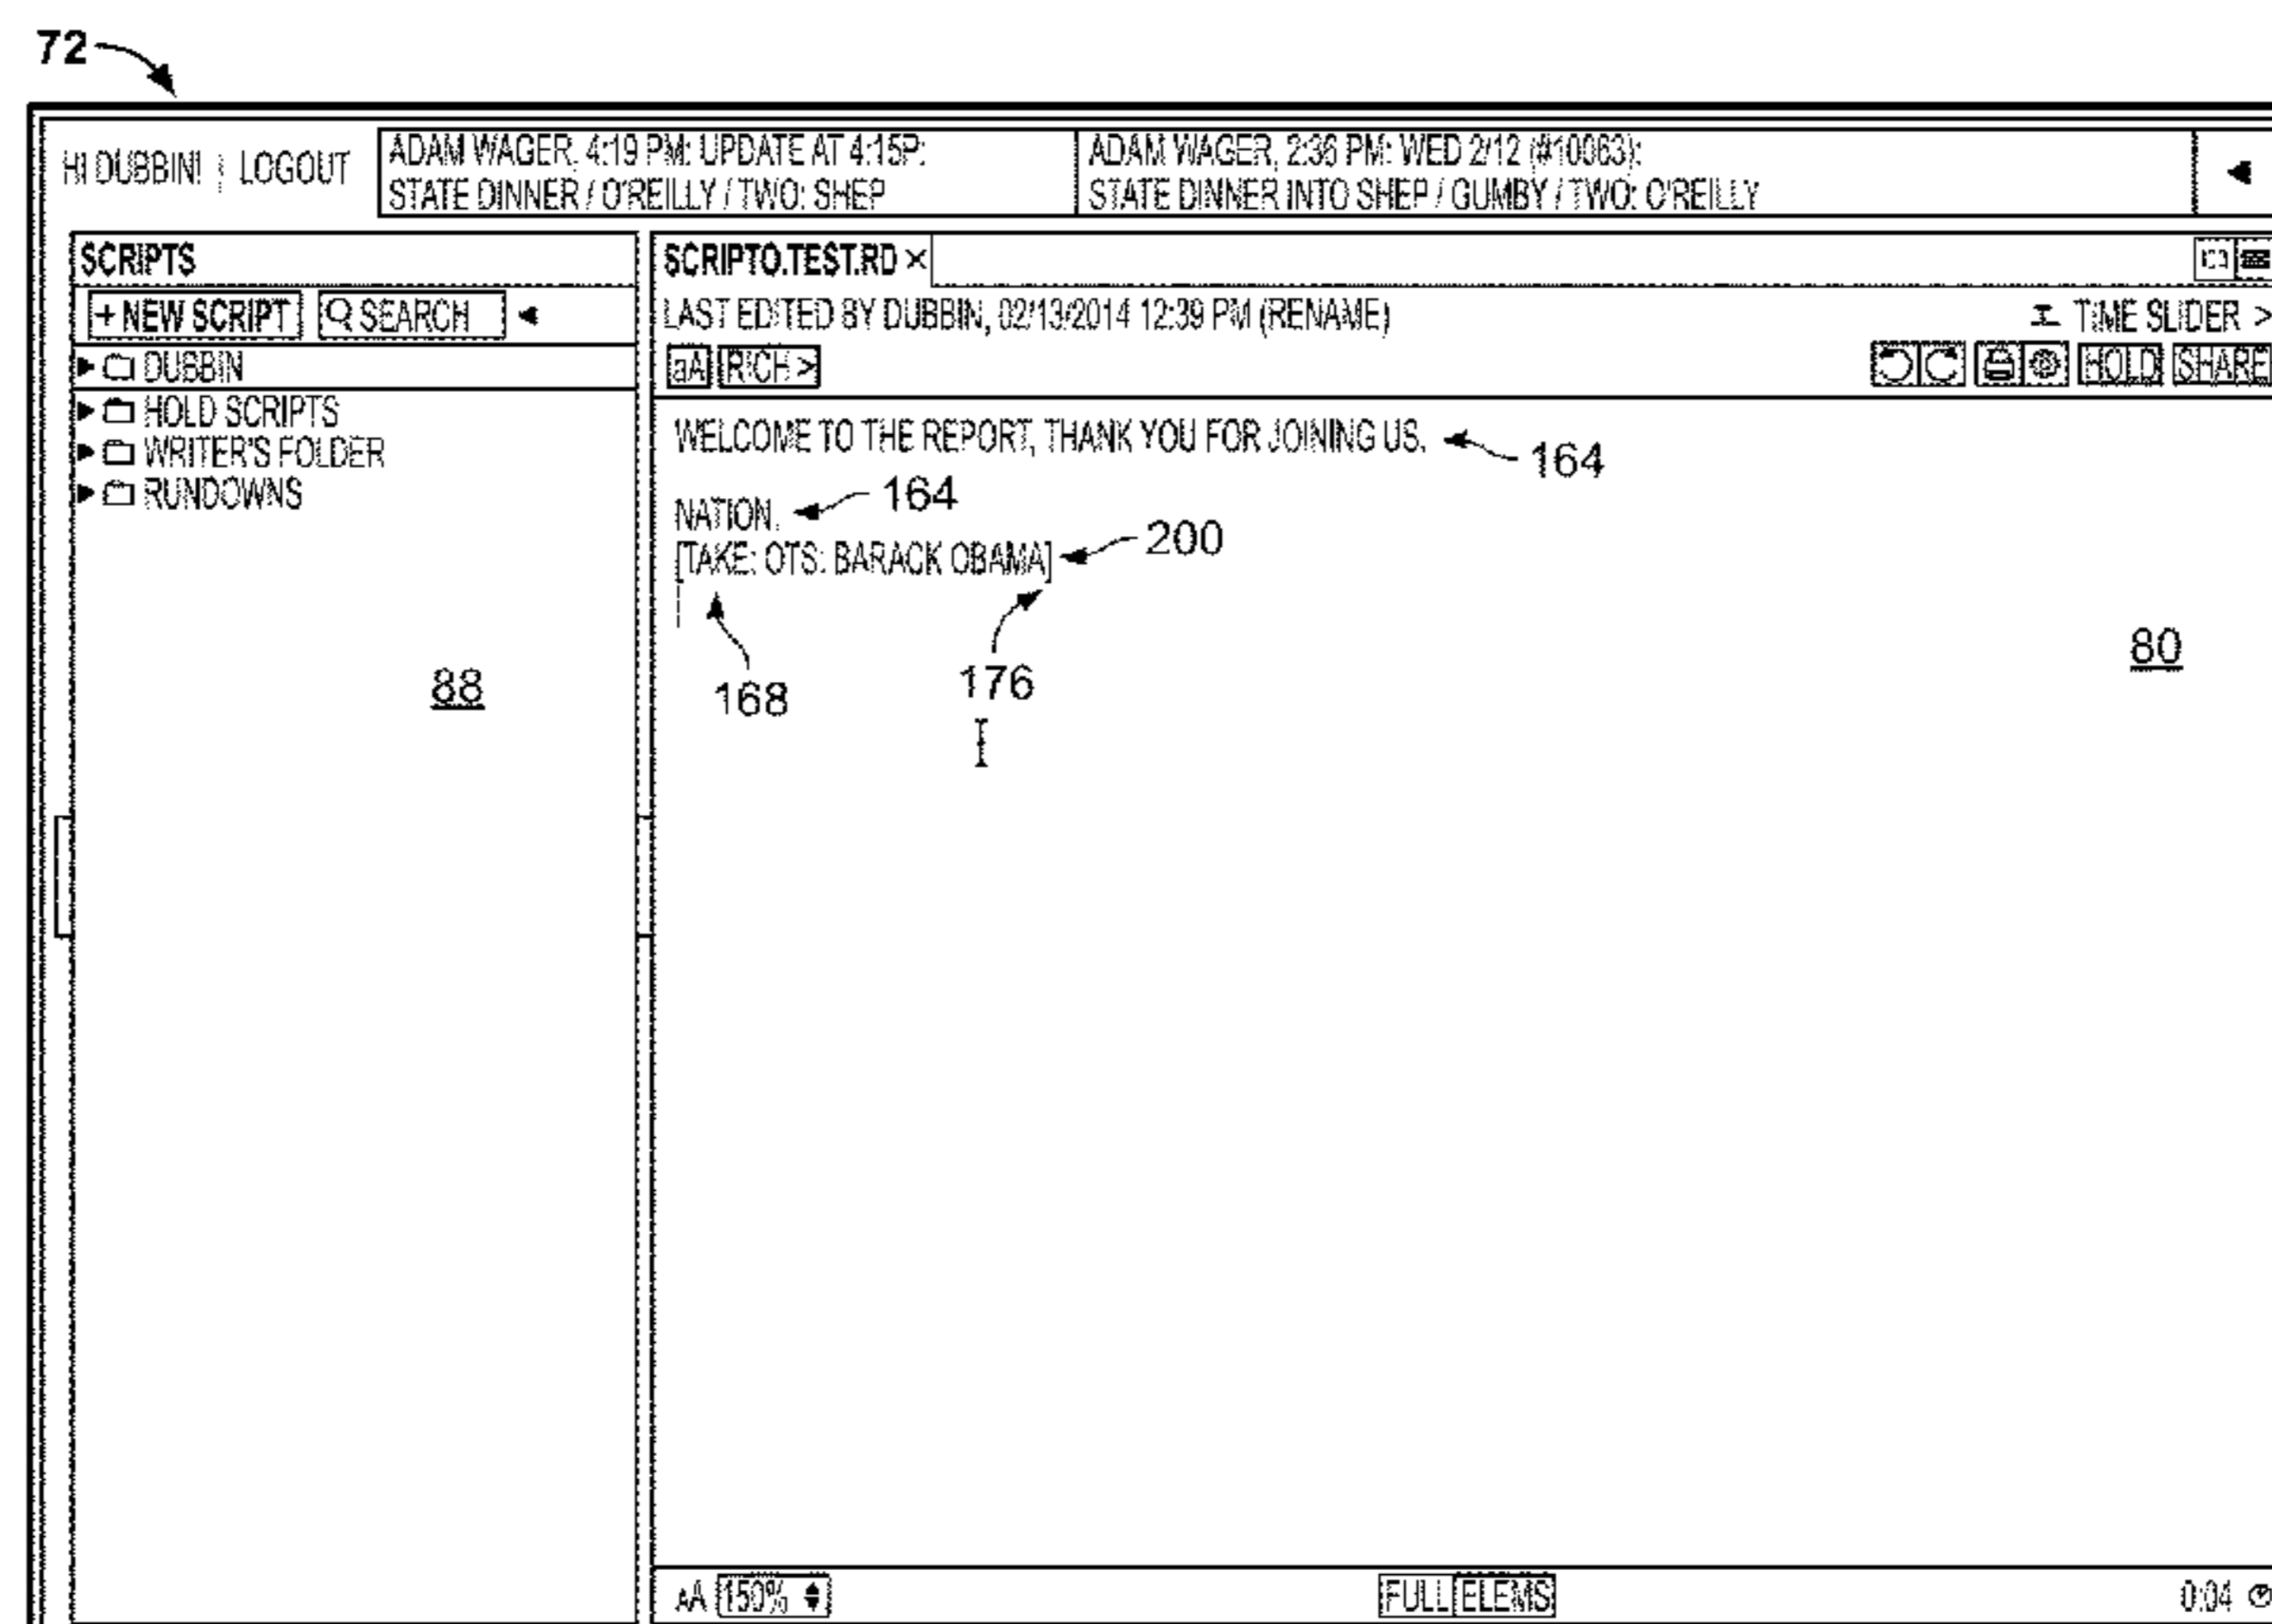 72
HI DUBBIN! | LOGOUT
ADAM WAGER, 4:19 PM: UPDATE AT 4:15P:
STATE DINNER / O'REILLY / TWO: SHEP
ADAM WAGER, 2:36 PM: WED 2/12 (#10063):
STATE DINNER INTO SHEP / GUMBY / TWO: O'REILLY
SCRIPTS
+ NEW SCRIPT SEARCH
DUBBIN
HOLD SCRIPTS
WRITER'S FOLDER
RUNDOWNS
88
SCRIPTO.TEST.RD ×
LAST EDITED BY DUBBIN, 02/13/2014 12:39 PM (RENAME)
TIME SLIDER >
aA RICH >
HOLD SHARE
WELCOME TO THE REPORT, THANK YOU FOR JOINING US.
164
NATION,
164
[TAKE: OTS: BARACK OBAMA]
200
168
176
80
AA 150%
FULL ELEMS
0:04